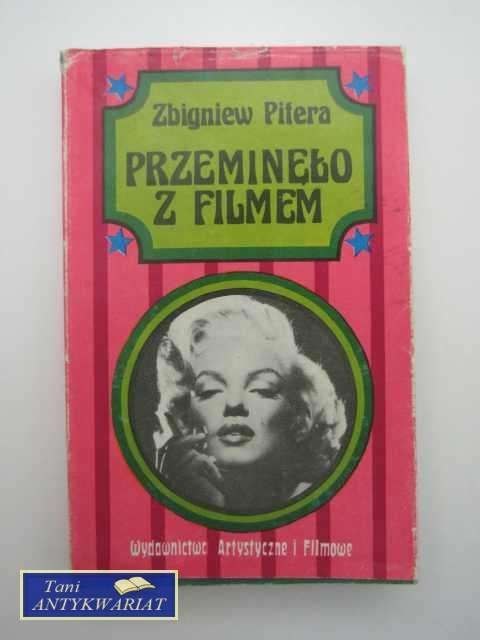 Zbigniew Pitera
PRZEMINĘŁO
Z FILMEM
Wydawnictwa Artystyczne i Filmowe
Tani
ANTYKWARIAT